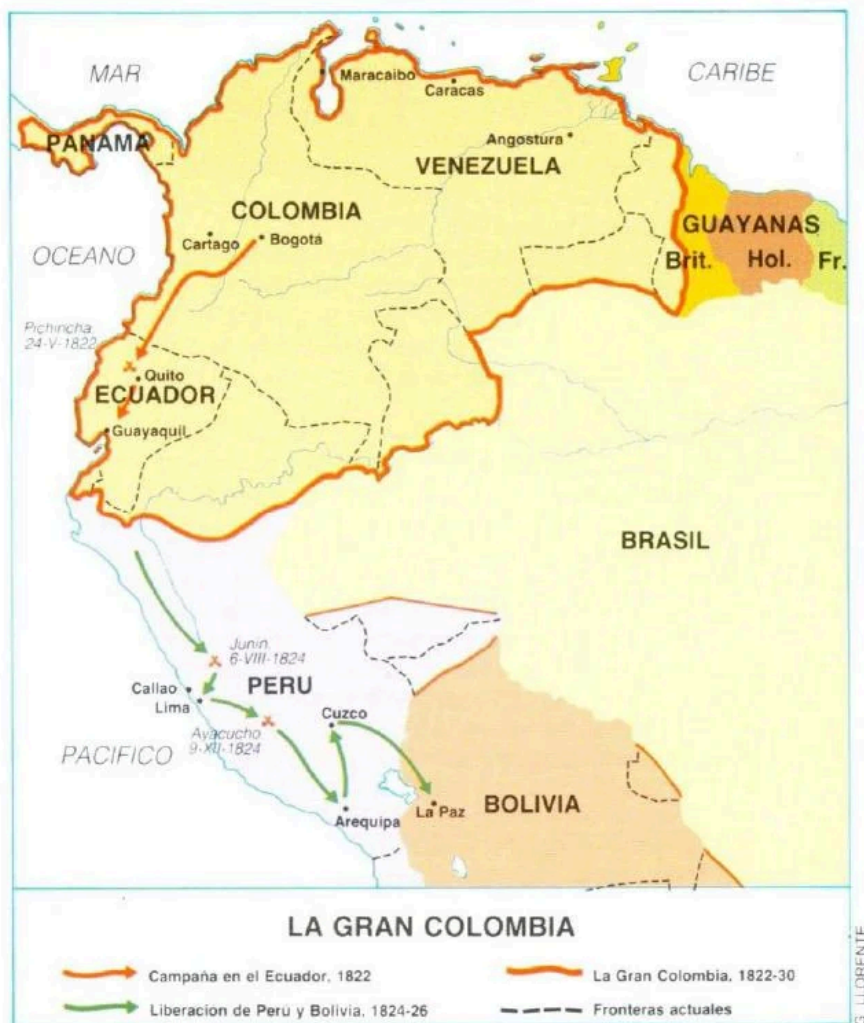 MAR
CARIBE
Maracaibo
Caracas
PANAMA
Angostura
VENEZUELA
COLOMBIA
GUAYANAS
Cartago
Bogotá
OCEANO
Brit.
Hol.
Fr.
Pichincha
24-V-1822
Quito
ECUADOR
Guayaquil
BRASIL
Junín.
6-VIII-1824
Callao
PERU
Lima
Cuzco
Ayacucho
9-XII-1824
PACIFICO
BOLIVIA
La Paz
Arequipa
LA GRAN COLOMBIA
Campaña en el Ecuador, 1822
La Gran Colombia, 1822-30
Liberación de Perú y Bolivia, 1824-26
Fronteras actuales
G. LLORENTE